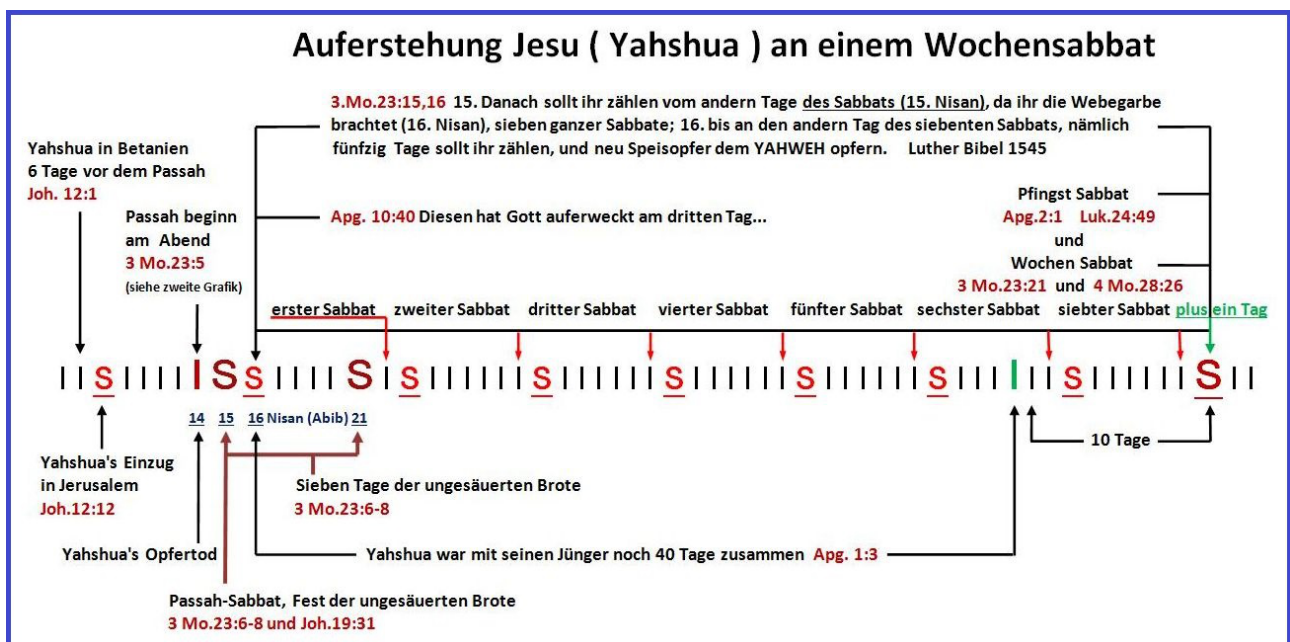 Auferstehung Jesu ( Yahshua ) an einem Wochensabbat
3.Mo.23:15,16 15. Danach sollt ihr zählen vom andern Tage des Sabbats (15. Nisan), da ihr die Webegarbe
brachtet (16. Nisan), sieben ganzer Sabbate; 16. bis an den andern Tag des siebenten Sabbats, nämlich
fünfzig Tage sollt ihr zählen, und neu Speisopfer dem YAHWEH opfern. Luther Bibel 1545
Yahshua in Betanien
6 Tage vor dem Passah
Joh. 12:1
Passah beginn
am Abend
3 Mo.23:5
(siehe zweite Grafik)
Apg. 10:40 Diesen hat Gott auferweckt am dritten Tag...
Pfingst Sabbat
Apg.2:1 Luk.24:49
und
Wochen Sabbat
3 Mo.23:21 und 4 Mo.28:26
erster Sabbat zweiter Sabbat dritter Sabbat vierter Sabbat fünfter Sabbat sechster Sabbat siebter Sabbat plus ein Tag
I I S I I I I I S S I I I I S S I I I I I I S I I I I I I S I I I I I I S I I I I I I S I I I I I I S I I I I I I S I I
14 15 16 Nisan (Abib) 21
10 Tage
Yahshua's Einzug
in Jerusalem
Joh.12:12
Sieben Tage der ungesäuerten Brote
3 Mo.23:6-8
Yahshua's Opfertod
Yahshua war mit seinen Jünger noch 40 Tage zusammen Apg. 1:3
Passah-Sabbat, Fest der ungesäuerten Brote
3 Mo.23:6-8 und Joh.19:31